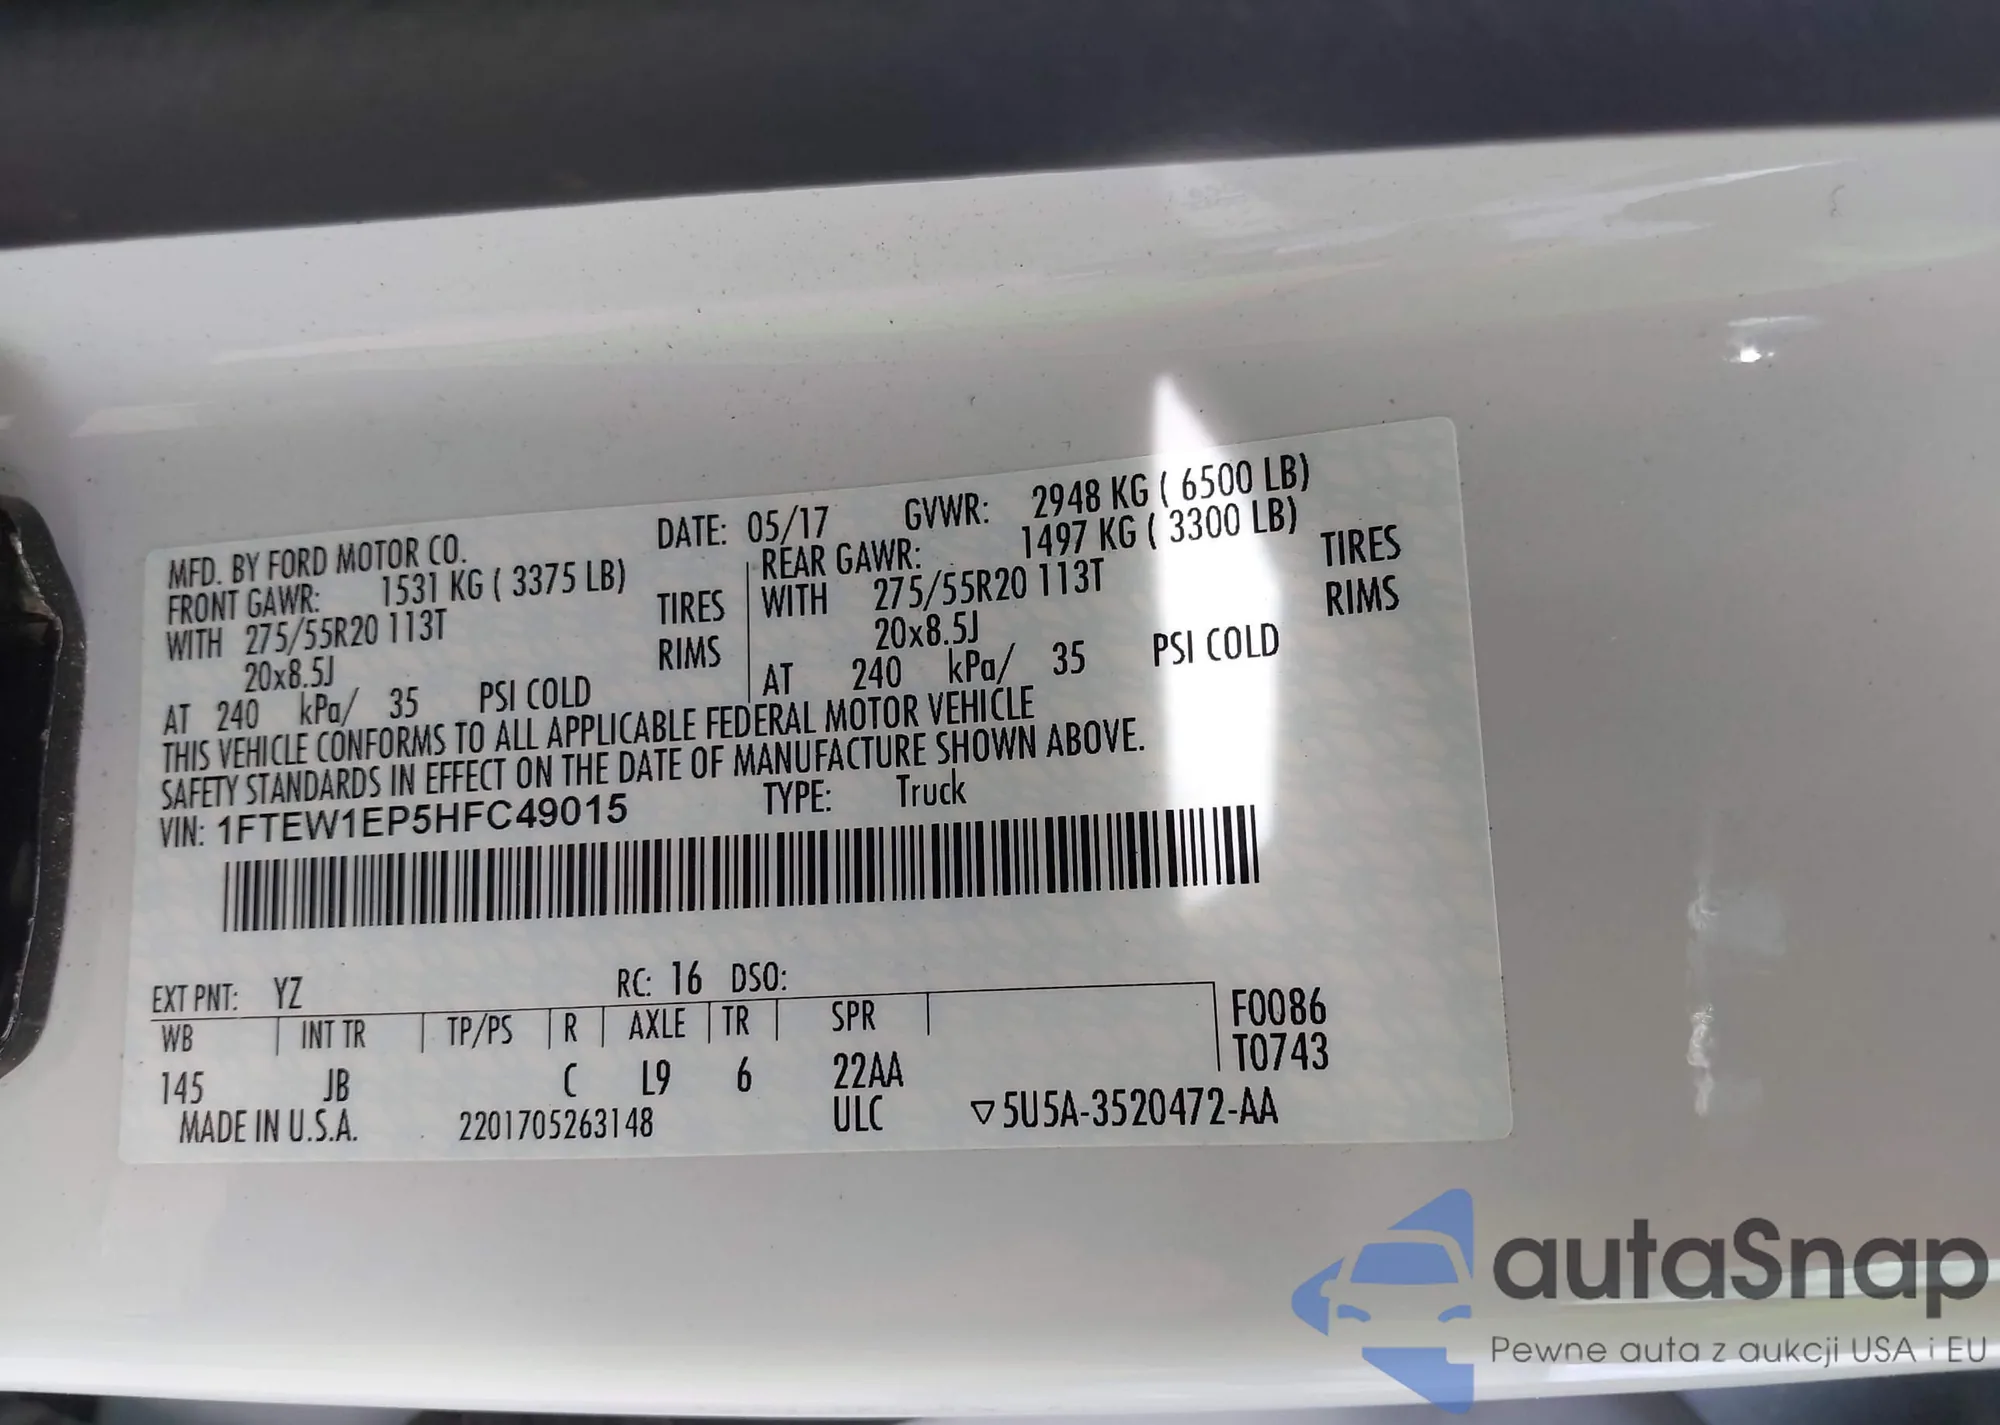 MFD. BY FORD MOTOR CO. DATE: 05/17 GVWR: 2948 KG ( 6500 LB)
FRONT GAWR: 1531 KG ( 3375 LB) REAR GAWR: 1497 KG ( 3300 LB)
WITH 275/55R20 113T TIRES WITH 275/55R20 113T TIRES
20x8.5J RIMS 20x8.5J RIMS
AT 240 kPa/ 35 PSI COLD AT 240 kPa/ 35 PSI COLD
THIS VEHICLE CONFORMS TO ALL APPLICABLE FEDERAL MOTOR VEHICLE
SAFETY STANDARDS IN EFFECT ON THE DATE OF MANUFACTURE SHOWN ABOVE.
VIN: 1FTEW1EP5HFC49015 TYPE: Truck
EXT PNT: YZ RC: 16 DSO:
WB INT TR TP/PS R AXLE TR SPR F0086
145 JB C L9 6 22AA T0743
MADE IN U.S.A. 2201705263148 ULC ▽5U5A-3520472-AA
autaSnap
Pewne auta z aukcji USA i EU